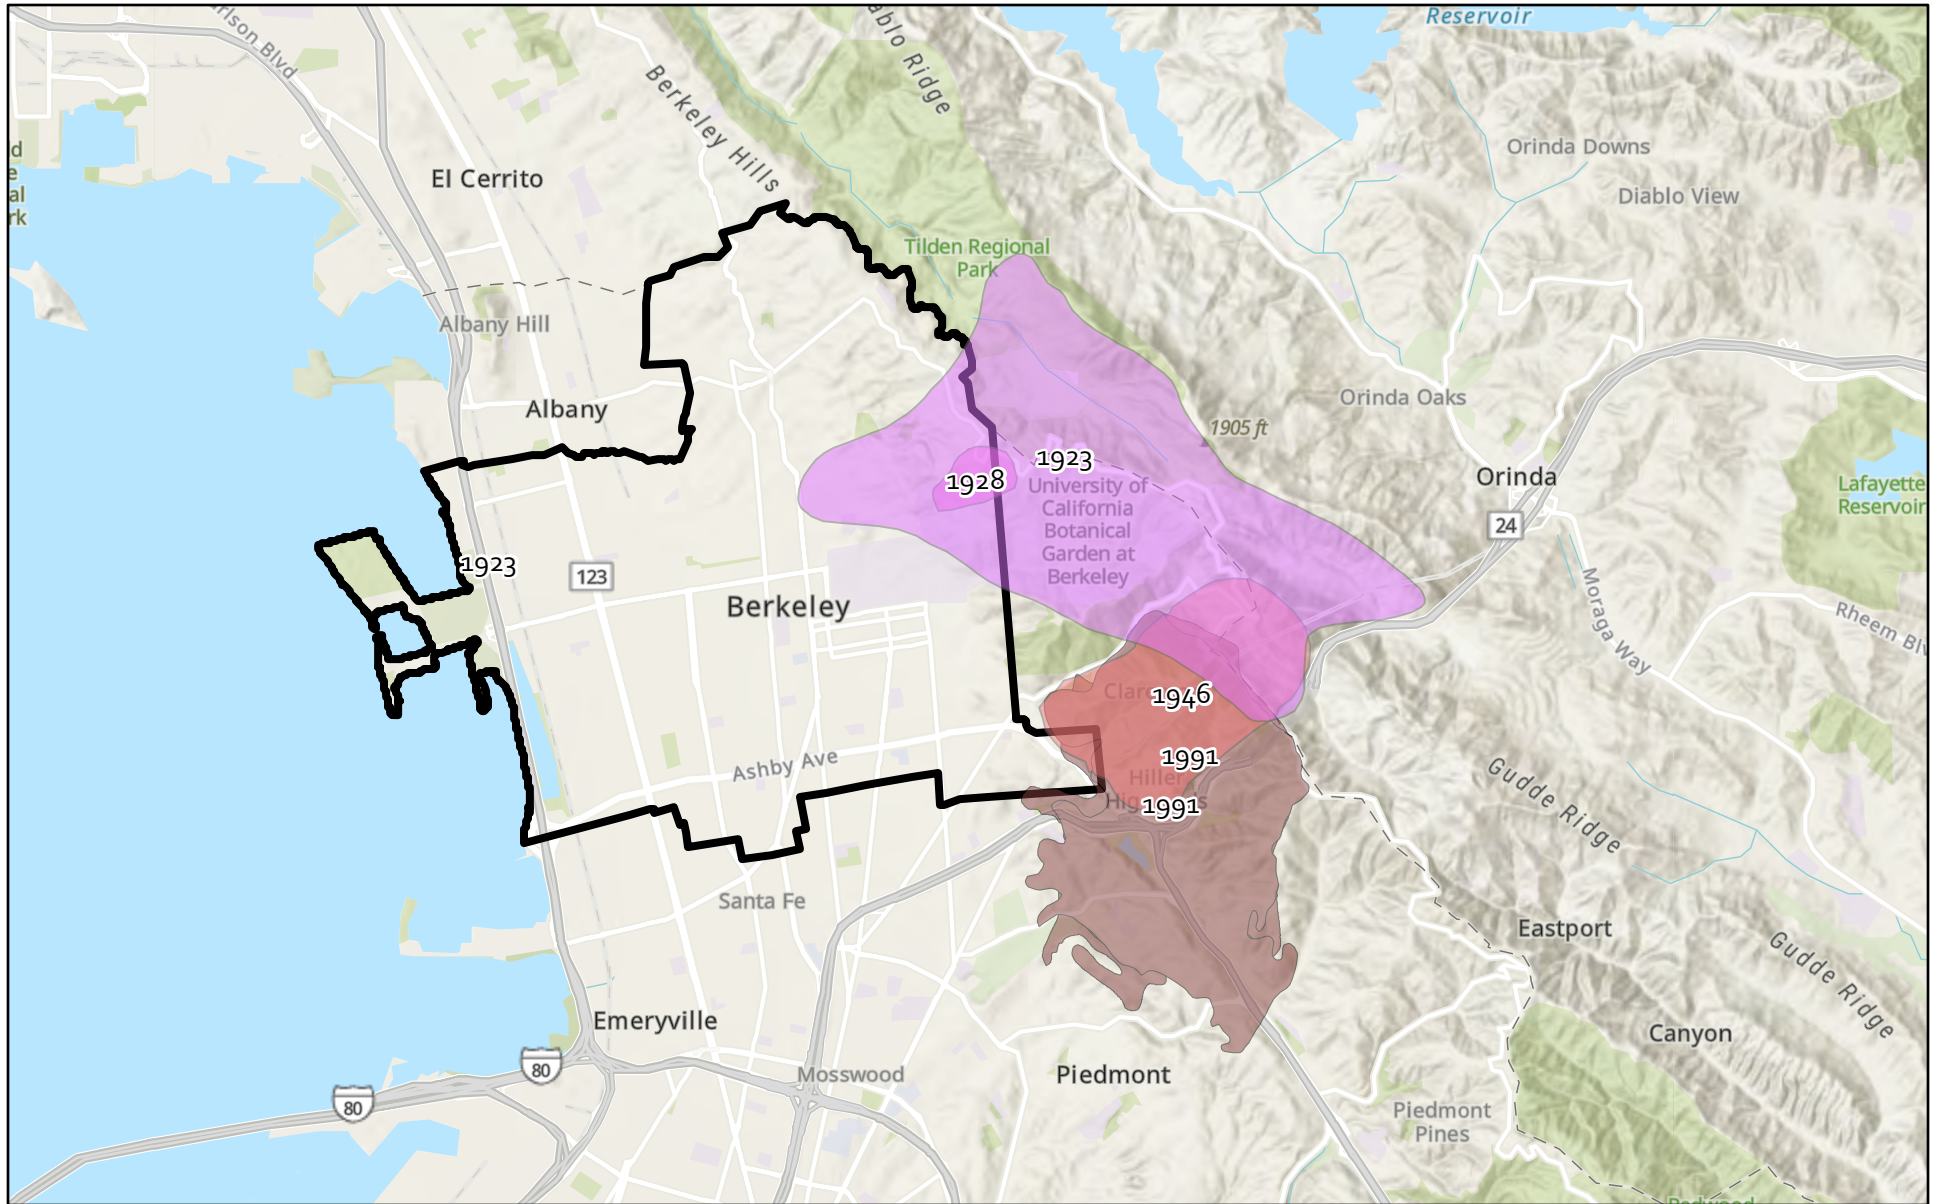 Reservoir
Diablo Ridge
Berkeley Hills
El Cerrito
Orinda Downs
Diablo View
Tilden Regional
Park
Albany Hill
Albany
Orinda Oaks
1905 ft
1923
1928
University of
California
Botanical
Garden at
Berkeley
Orinda
24
Lafayette
Reservoir
1923
123
Berkeley
Moraga Way
1946
1991
Hiller
1991
Ashby Ave
Gudde Ridge
Santa Fe
Eastport
Gudde Ridge
Emeryville
Canyon
80
80
Mosswood
Piedmont
Piedmont
Pines